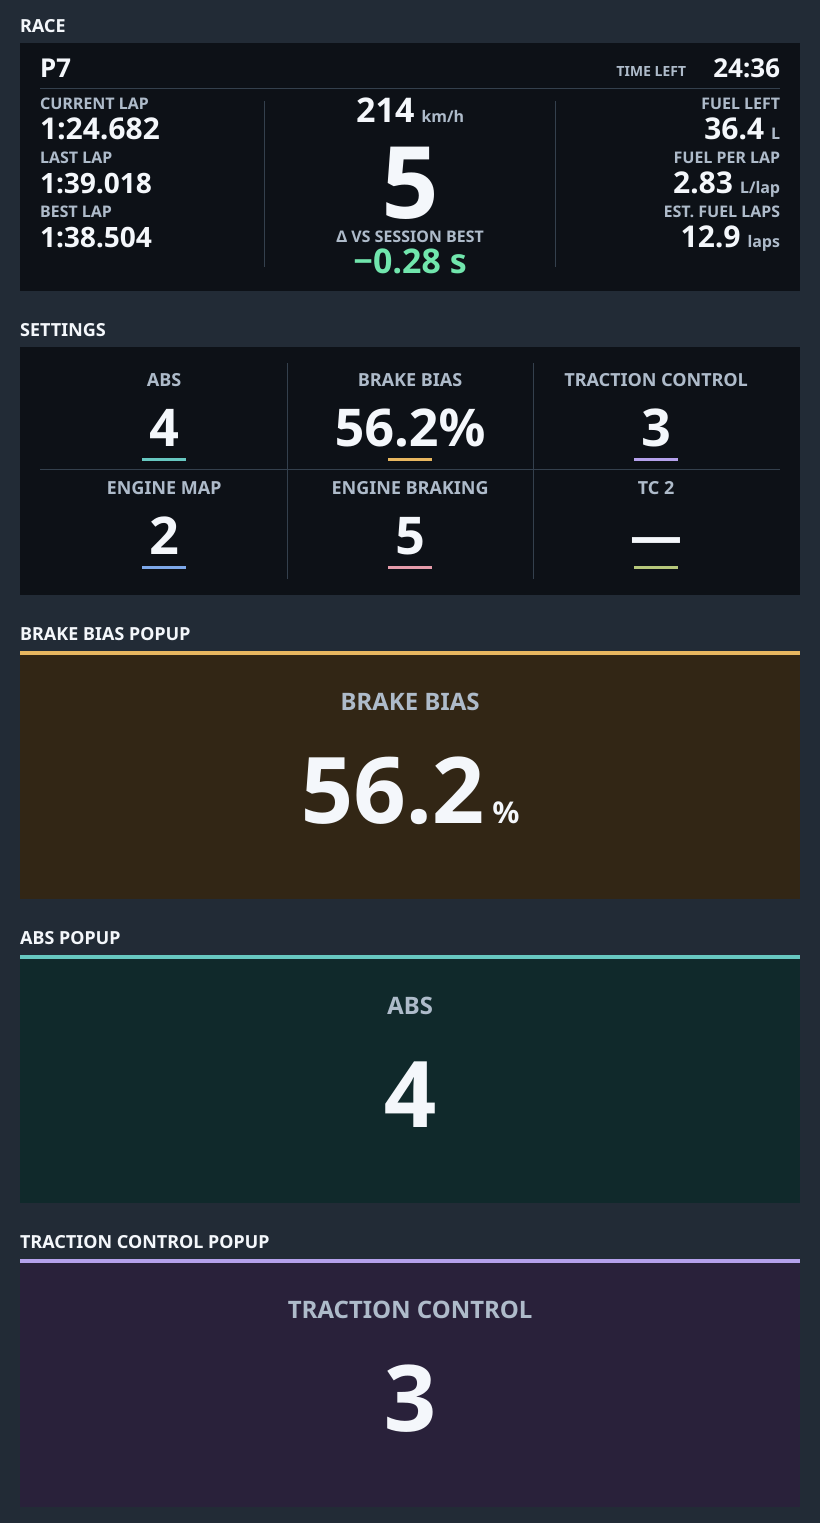 RACE
P7 TIME LEFT 24:36
CURRENT LAP
1:24.682
LAST LAP
1:39.018
BEST LAP
1:38.504
214 km/h
5
Δ VS SESSION BEST
−0.28 s
FUEL LEFT
36.4 L
FUEL PER LAP
2.83 L/lap
EST. FUEL LAPS
12.9 laps
SETTINGS
ABS
4
BRAKE BIAS
56.2%
TRACTION CONTROL
3
ENGINE MAP
2
ENGINE BRAKING
5
TC 2
—
BRAKE BIAS POPUP
BRAKE BIAS
56.2 %
ABS POPUP
ABS
4
TRACTION CONTROL POPUP
TRACTION CONTROL
3